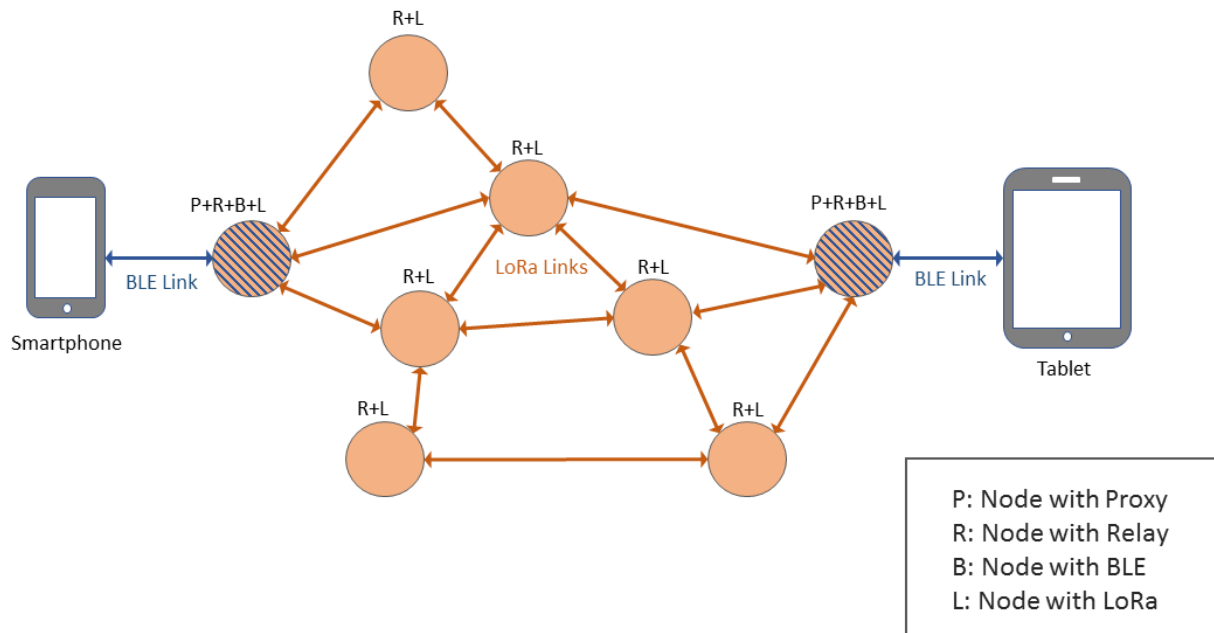 R+L
R+L
P+R+B+L
P+R+B+L
BLE Link
R+L
LoRa Links
R+L
BLE Link
Smartphone
Tablet
R+L
R+L
P: Node with Proxy
R: Node with Relay
B: Node with BLE
L: Node with LoRa